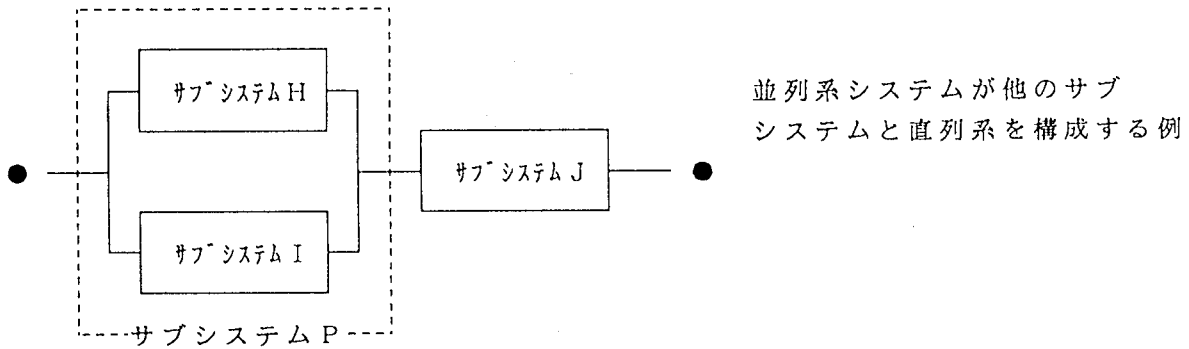 サブシステムH
並列系システムが他のサブ
システムと直列系を構成する例
サブシステムJ
サブシステムI
サブシステムP